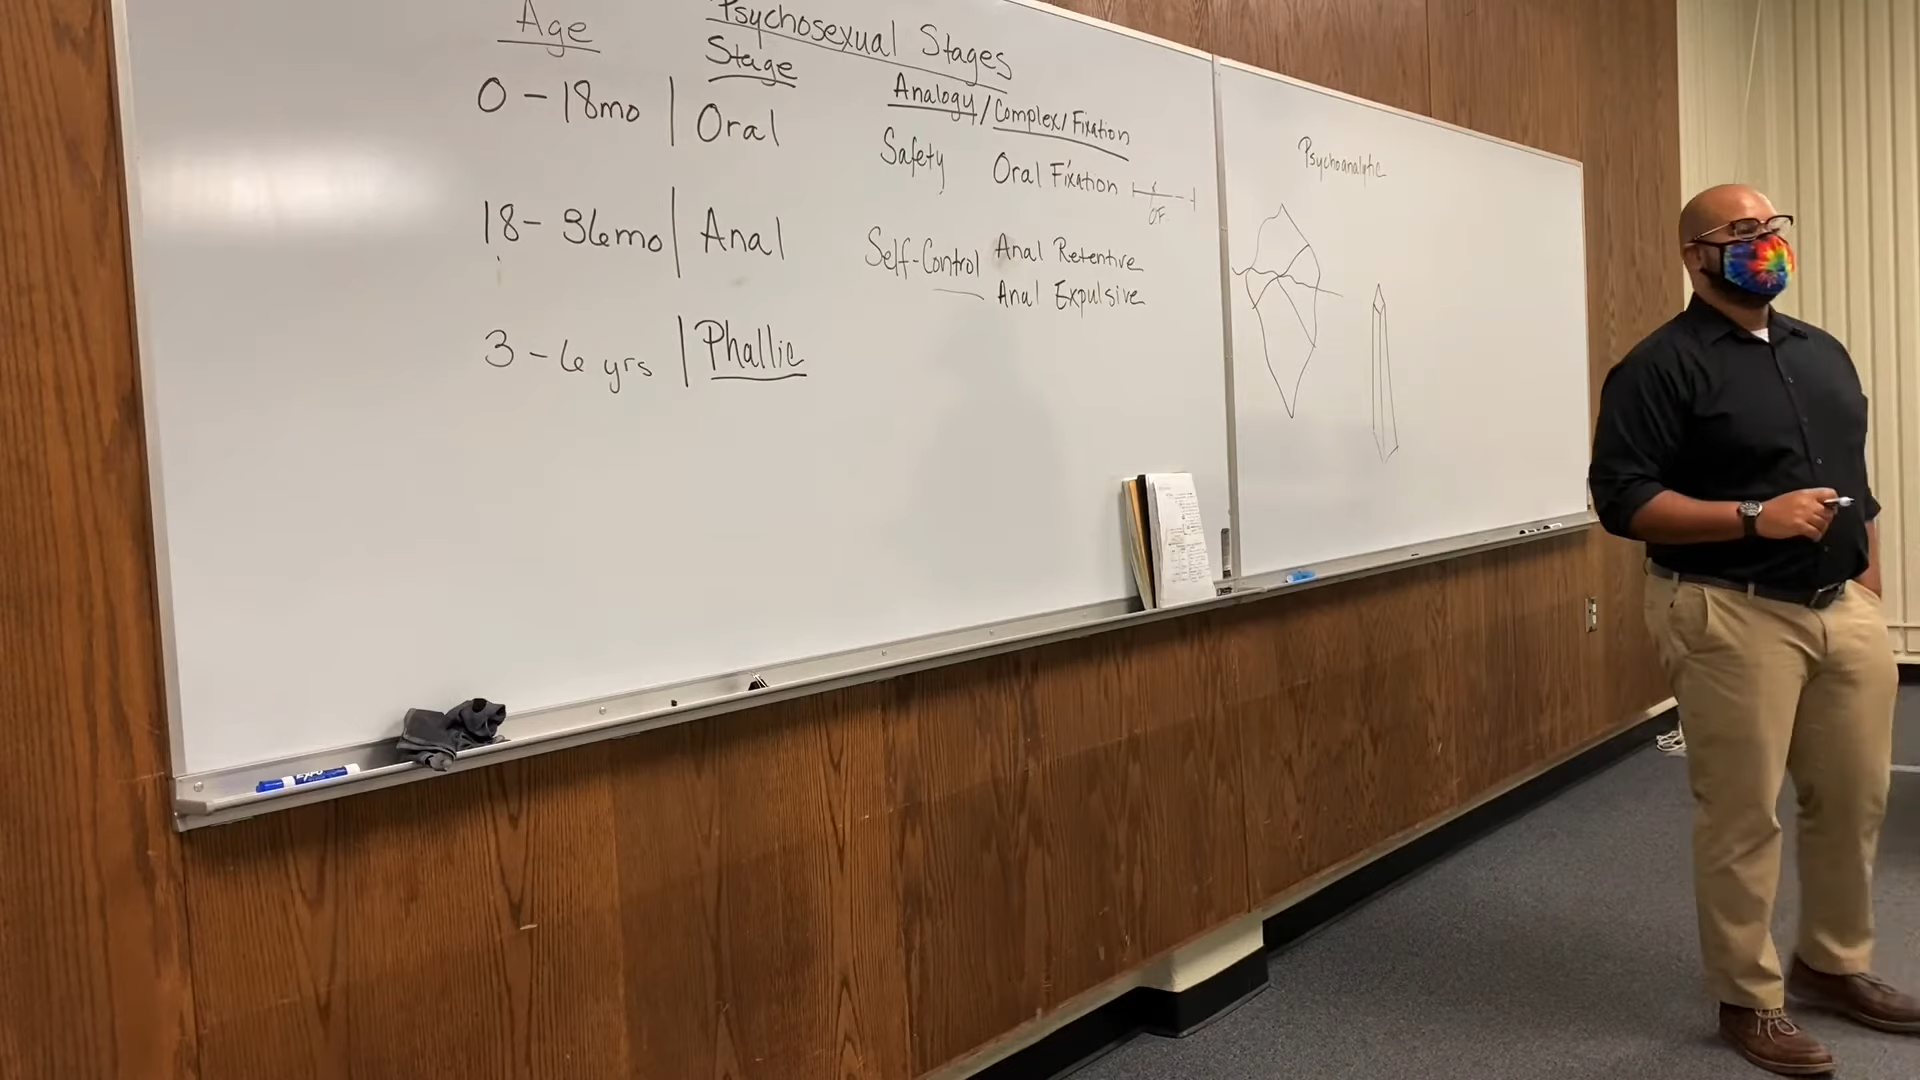 Psychosexual Stages
Age
Stage
Analogy/Complex/Fixation
0-18mo | Oral
Safety
Oral Fixation
OF
18-36mo | Anal
Self-Control
Anal Retentive
Anal Expulsive
3-6 yrs | Phallic
Psychoanalytic
EXPO